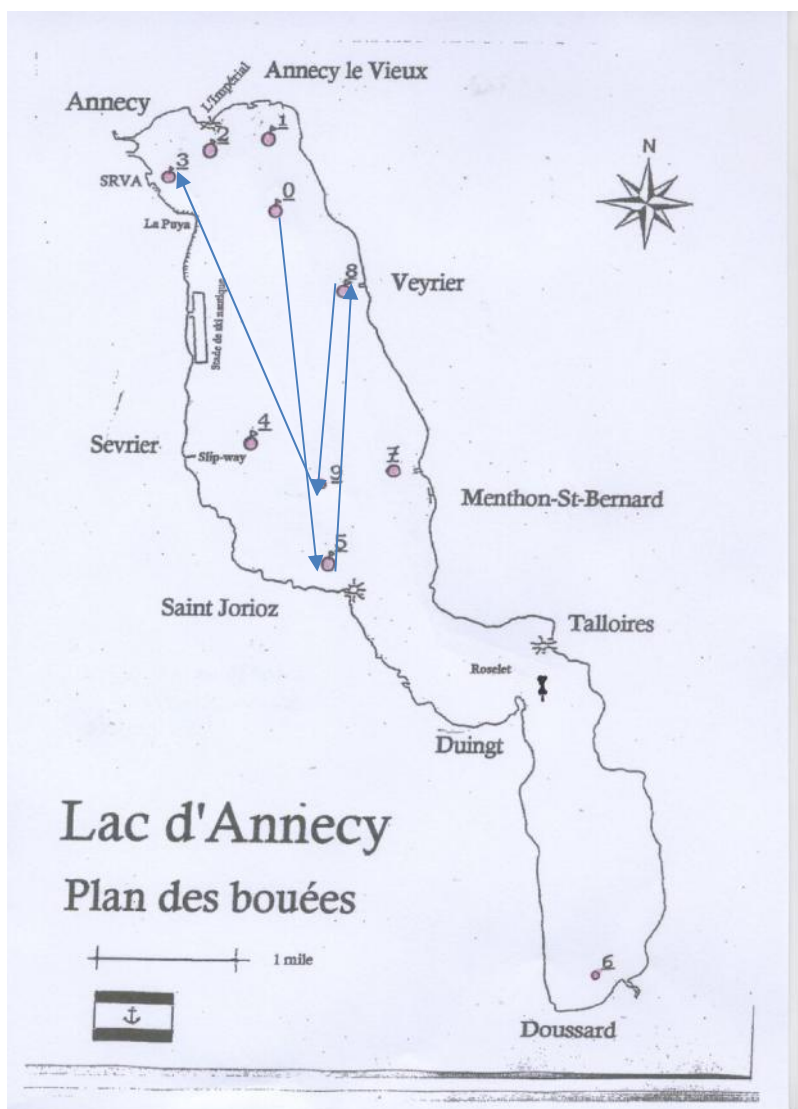 Annecy le Vieux
L'Impérial
Annecy
1
2
3
SRVA
0
N
La Puya
8
Veyrier
Stade de ski nautique
4
Sevrier
Slip-way
7
9
Menthon-St-Bernard
5
Saint Jorioz
Talloires
Roselet
Duingt
Lac d'Annecy
Plan des bouées
1 mile
6
Doussard